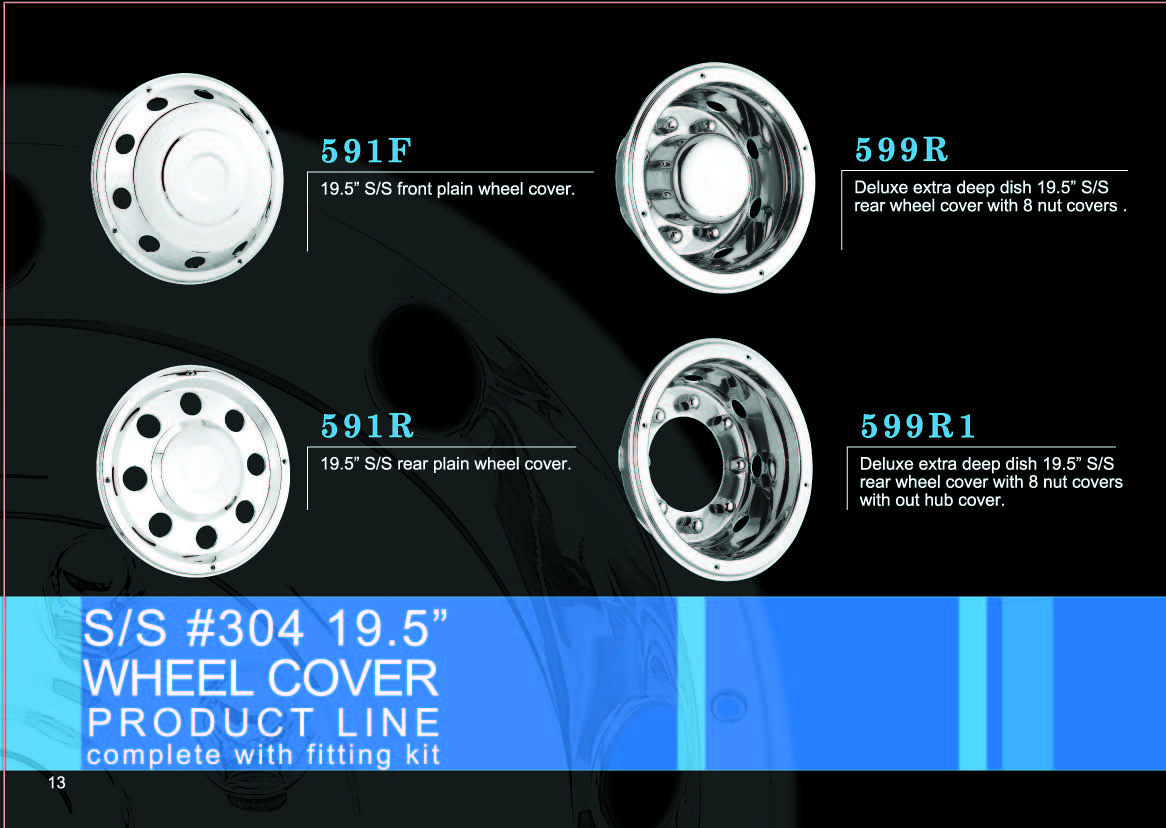 591F
19.5” S/S front plain wheel cover.
599R
Deluxe extra deep dish 19.5” S/S
rear wheel cover with 8 nut covers .
591R
19.5” S/S rear plain wheel cover.
599R1
Deluxe extra deep dish 19.5” S/S
rear wheel cover with 8 nut covers
with out hub cover.
S/S #304 19.5”
WHEEL COVER
PRODUCT LINE
complete with fitting kit
13